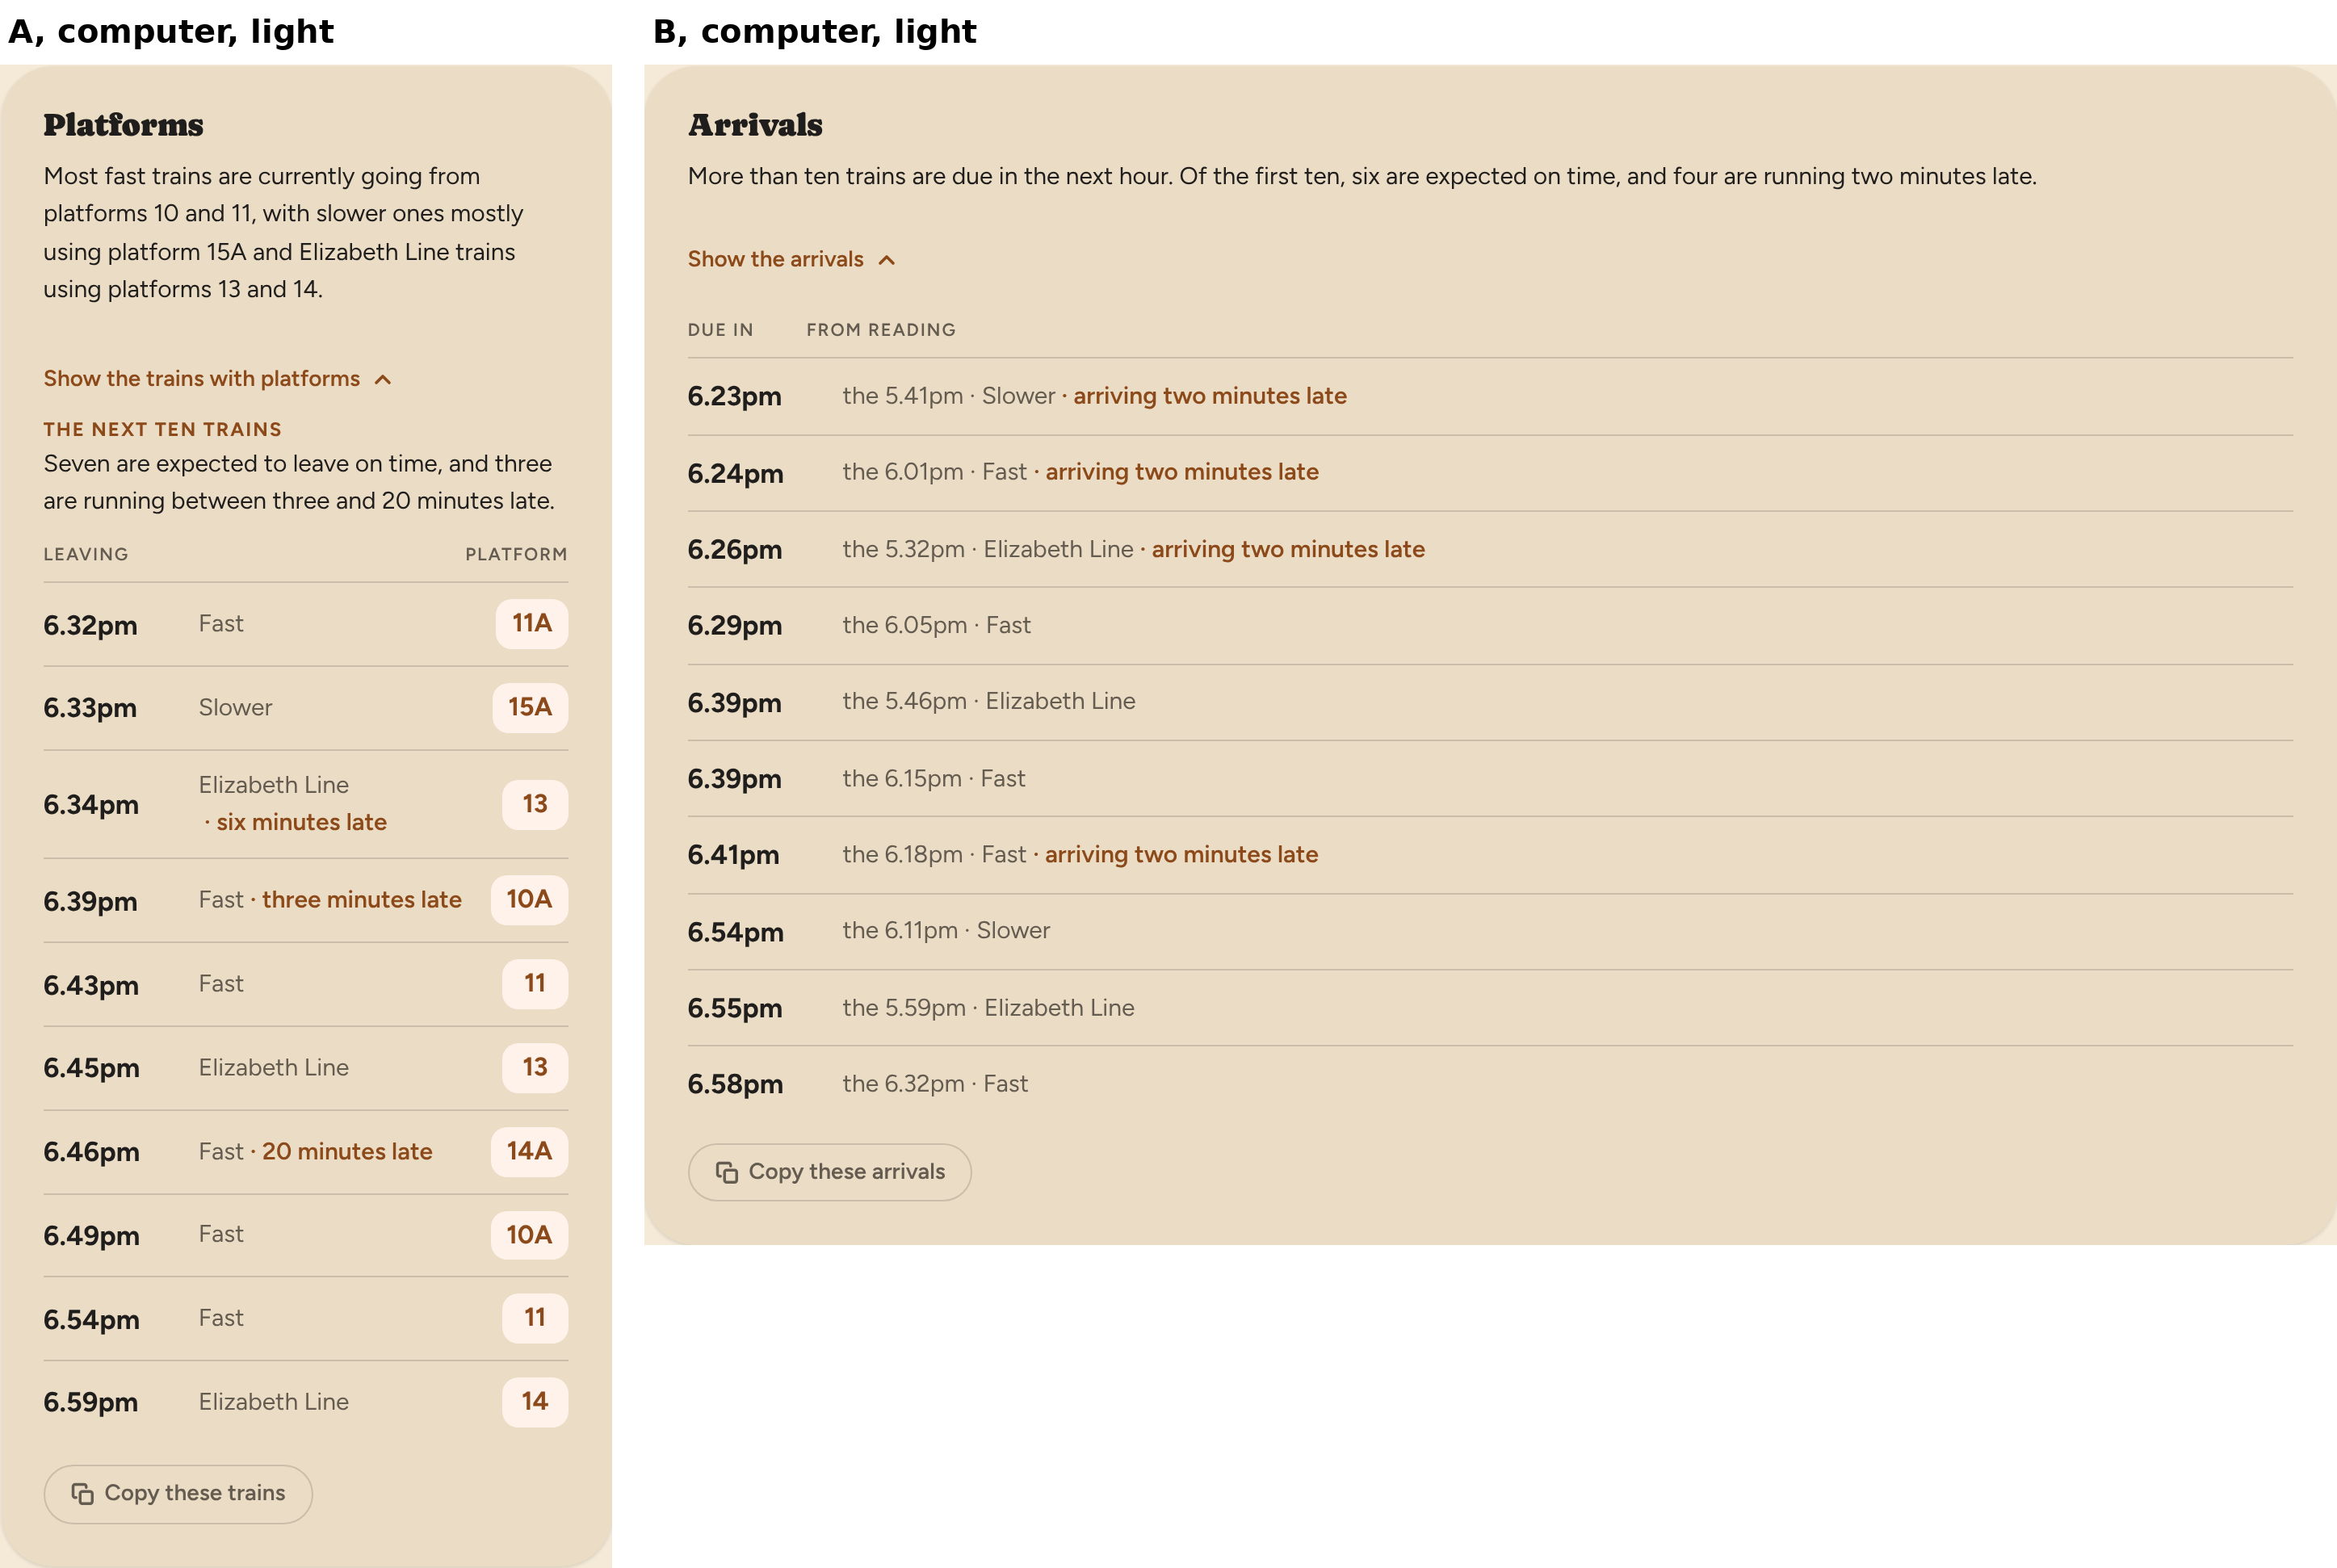 A, computer, light
Platforms
Most fast trains are currently going from
platforms 10 and 11, with slower ones mostly
using platform 15A and Elizabeth Line trains
using platforms 13 and 14.
Show the trains with platforms
THE NEXT TEN TRAINS
Seven are expected to leave on time, and three
are running between three and 20 minutes late.
LEAVING PLATFORM
6.32pm Fast 11A
6.33pm Slower 15A
6.34pm Elizabeth Line 13
· six minutes late
6.39pm Fast · three minutes late 10A
6.43pm Fast 11
6.45pm Elizabeth Line 13
6.46pm Fast · 20 minutes late 14A
6.49pm Fast 10A
6.54pm Fast 11
6.59pm Elizabeth Line 14
Copy these trains
B, computer, light
Arrivals
More than ten trains are due in the next hour. Of the first ten, six are expected on time, and four are running two minutes late.
Show the arrivals
DUE IN FROM READING
6.23pm the 5.41pm · Slower · arriving two minutes late
6.24pm the 6.01pm · Fast · arriving two minutes late
6.26pm the 5.32pm · Elizabeth Line · arriving two minutes late
6.29pm the 6.05pm · Fast
6.39pm the 5.46pm · Elizabeth Line
6.39pm the 6.15pm · Fast
6.41pm the 6.18pm · Fast · arriving two minutes late
6.54pm the 6.11pm · Slower
6.55pm the 5.59pm · Elizabeth Line
6.58pm the 6.32pm · Fast
Copy these arrivals